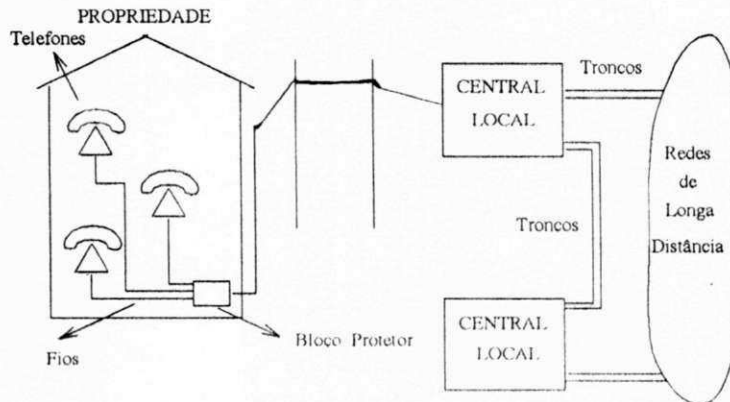 PROPRIEDADE
Telefones
CENTRAL
LOCAL
Troncos
Redes
de
Longa
Distância
Troncos
Bloco Protetor
Fios
CENTRAL
LOCAL